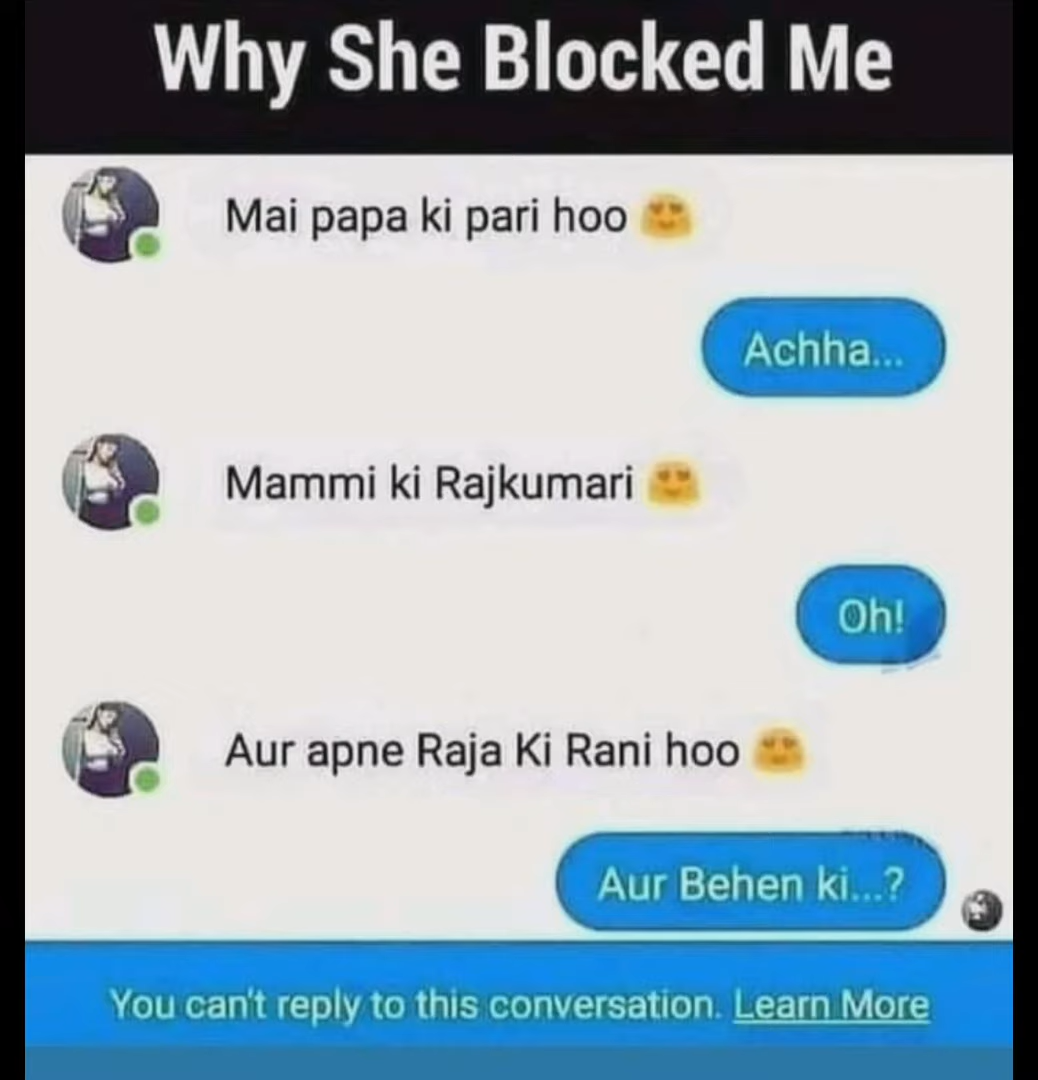 Why She Blocked Me
Mai papa ki pari hoo 😍
Achha...
Mammi ki Rajkumari 😍
Oh!
Aur apne Raja Ki Rani hoo 😍
Aur Behen ki...?
You can't reply to this conversation. Learn More